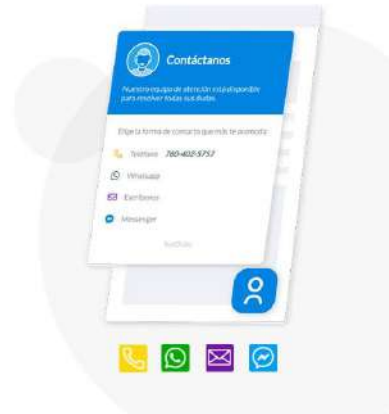 Contáctanos
Nuestro equipo de atención está disponible
para resolver todas sus dudas.
Elige la forma de contacto que más te acomoda
Teléfono 760-402-5757
Whatsapp
Escríbenos
Messenger